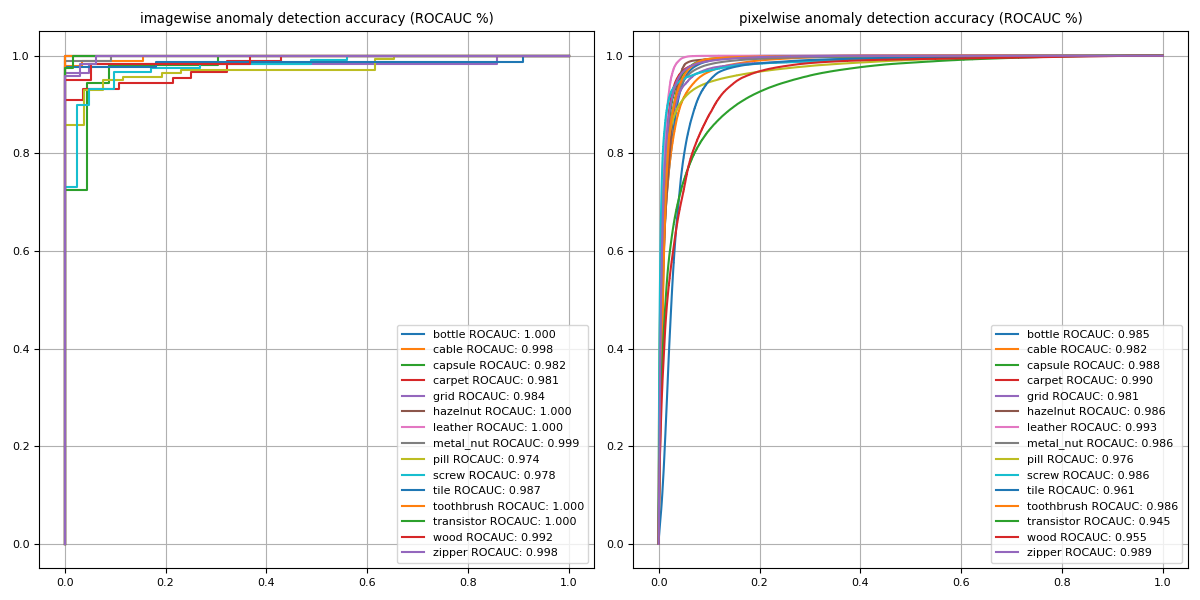 imagewise anomaly detection accuracy (ROCAUC %)
1.0
0.8
0.6
0.4
0.2
0.0
0.0 0.2 0.4 0.6 0.8 1.0
bottle ROCAUC: 1.000
cable ROCAUC: 0.998
capsule ROCAUC: 0.982
carpet ROCAUC: 0.981
grid ROCAUC: 0.984
hazelnut ROCAUC: 1.000
leather ROCAUC: 1.000
metal_nut ROCAUC: 0.999
pill ROCAUC: 0.974
screw ROCAUC: 0.978
tile ROCAUC: 0.987
toothbrush ROCAUC: 1.000
transistor ROCAUC: 1.000
wood ROCAUC: 0.992
zipper ROCAUC: 0.998
pixelwise anomaly detection accuracy (ROCAUC %)
1.0
0.8
0.6
0.4
0.2
0.0
0.0 0.2 0.4 0.6 0.8 1.0
bottle ROCAUC: 0.985
cable ROCAUC: 0.982
capsule ROCAUC: 0.988
carpet ROCAUC: 0.990
grid ROCAUC: 0.981
hazelnut ROCAUC: 0.986
leather ROCAUC: 0.993
metal_nut ROCAUC: 0.986
pill ROCAUC: 0.976
screw ROCAUC: 0.986
tile ROCAUC: 0.961
toothbrush ROCAUC: 0.986
transistor ROCAUC: 0.945
wood ROCAUC: 0.955
zipper ROCAUC: 0.989